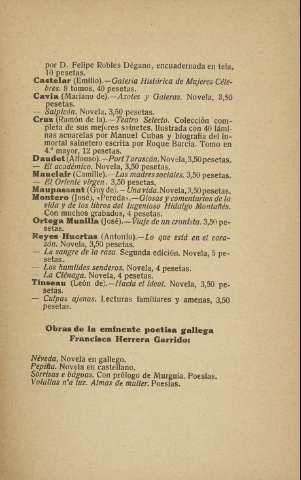 por D. Felipe Robles Dégano, encuadernada en tela,
10 pesetas.
Castelar (Emilio).—Galería Histórica de Mujeres Céle-
bres. 8 tomos, 40 pesetas.
Cavia (Mariano de).—Azotes y Galeras. Novela, 3,50
pesetas.
— Salpicón. Novela, 3,50 pesetas.
Cruz (Ramón de la).—Teatro Selecto. Colección com-
pleta de sus mejores sainetes. Ilustrada con 40 lámi-
nas acuarelas por Manuel Cubas y biografía del in-
mortal sainetero escrita por Roque Barcia. Tomo en
4.º mayor, 12 pesetas.
Daudet (Alfonso).—Port Tarascón. Novela, 3,50 pesetas.
— El académico. Novela, 3,50 pesetas.
Mauclair (Camille).—Las madres sociales. 3,50 pesetas.
— El Oriente virgen. 3,50 pesetas.
Maupassant (Guy de).—Una vida. Novela, 3,50 pesetas.
Montero (José), «Pereda».—Glosas y comentarios de la
vida y de los libros del Ingenioso Hidalgo Montañés.
Con muchos grabados, 4 pesetas.
Ortega Munilla (José).—Viaje de un cronista. 3,50 pe-
setas.
Reyes Huertas (Antonio).—Lo que está en el cora-
zón. Novela, 3,50 pesetas.
— La sangre de la raza. Segunda edición. Novela, 5 pe-
setas.
— Los humildes senderos. Novela, 4 pesetas.
— La Ciénaga. Novela, 4 pesetas.
Tinseau (León de).—Hacia el ideal. Novela, 3,50 pe-
setas.
— Culpas ajenas. Lecturas familiares y amenas, 3,50
pesetas.
Obras de la eminente poetisa gallega
Francisca Herrera Garrido:
Néveda. Novela en gallego.
Pepiña. Novela en castellano.
Sorrisas e báguas. Con prólogo de Murguía. Poesías.
Volallas n'a luz. Almas de muller. Poesías.